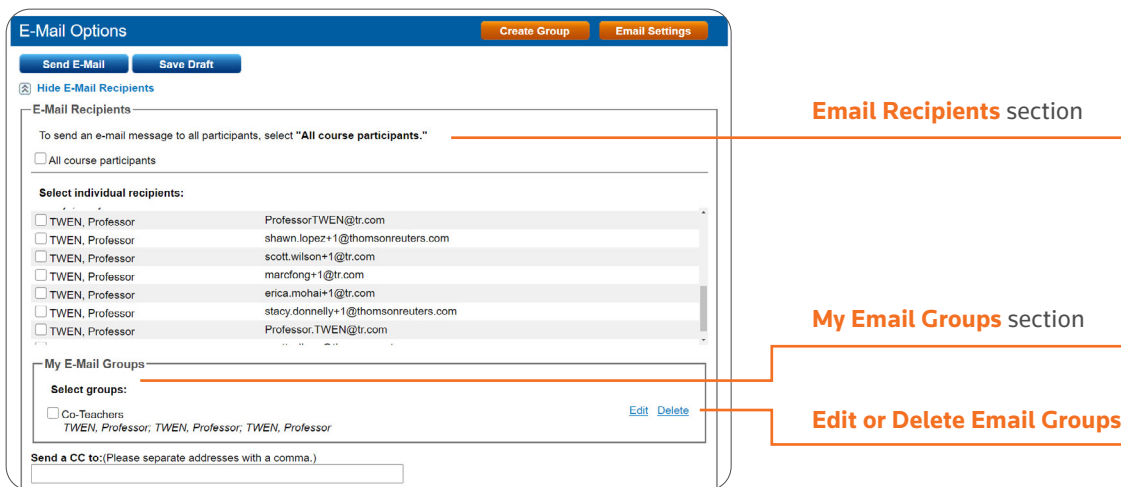 E-Mail Options
Create Group
Email Settings
Send E-Mail
Save Draft
Hide E-Mail Recipients
E-Mail Recipients
To send an e-mail message to all participants, select "All course participants."
All course participants
Select individual recipients:
TWEN, Professor ProfessorTWEN@tr.com
TWEN, Professor shawn.lopez+1@thomsonreuters.com
TWEN, Professor scott.wilson+1@tr.com
TWEN, Professor marcfong+1@tr.com
TWEN, Professor erica.mohai+1@tr.com
TWEN, Professor stacy.donnelly+1@thomsonreuters.com
TWEN, Professor Professor.TWEN@tr.com
My E-Mail Groups
Select groups:
Co-Teachers Edit Delete
TWEN, Professor; TWEN, Professor; TWEN, Professor
Send a CC to:(Please separate addresses with a comma.)
Email Recipients section
My Email Groups section
Edit or Delete Email Groups